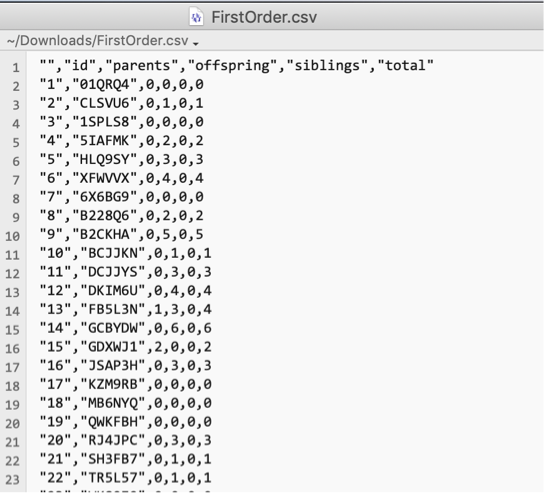 FirstOrder.csv
~/Downloads/FirstOrder.csv
1 "","id","parents","offspring","siblings","total"
2 "1","01QRQ4",0,0,0,0
3 "2","CLSVU6",0,1,0,1
4 "3","1SPLS8",0,0,0,0
5 "4","5IAFMK",0,2,0,2
6 "5","HLQ9SY",0,3,0,3
7 "6","XFWVVX",0,4,0,4
8 "7","6X6BG9",0,0,0,0
9 "8","B228Q6",0,2,0,2
10 "9","B2CKHA",0,5,0,5
11 "10","BCJJKN",0,1,0,1
12 "11","DCJJYS",0,3,0,3
13 "12","DKIM6U",0,4,0,4
14 "13","FB5L3N",1,3,0,4
15 "14","GCBYDW",0,6,0,6
16 "15","GDXWJ1",2,0,0,2
17 "16","JSAP3H",0,3,0,3
18 "17","KZM9RB",0,0,0,0
19 "18","MB6NYQ",0,0,0,0
20 "19","QWKFBH",0,0,0,0
21 "20","RJ4JPC",0,3,0,3
22 "21","SH3FB7",0,1,0,1
23 "22","TR5L57",0,1,0,1